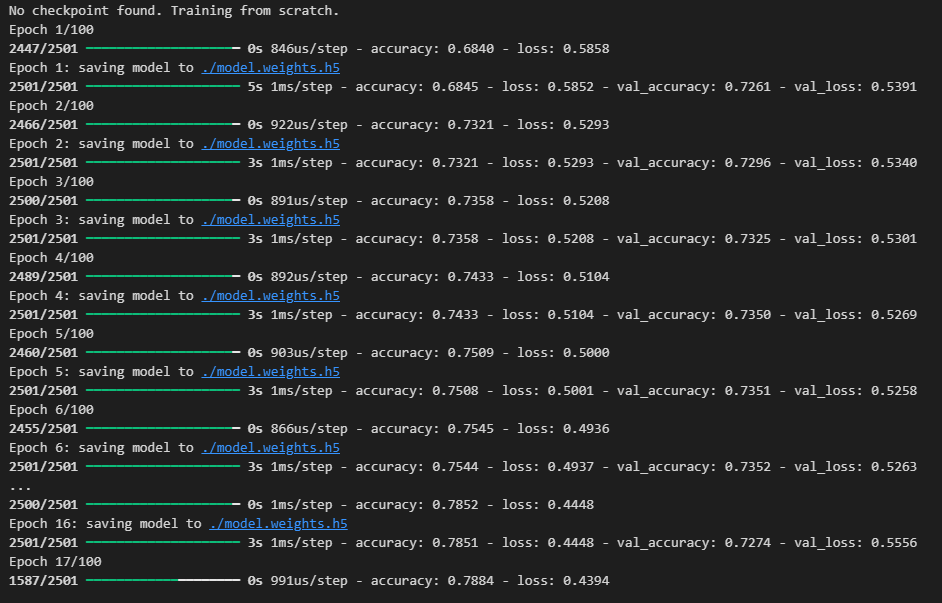 No checkpoint found. Training from scratch.
Epoch 1/100
2447/2501 ━━━━━━━━━━━━━━━━━━━━ 0s 846us/step - accuracy: 0.6840 - loss: 0.5858
Epoch 1: saving model to ./model.weights.h5
2501/2501 ━━━━━━━━━━━━━━━━━━━━ 5s 1ms/step - accuracy: 0.6845 - loss: 0.5852 - val_accuracy: 0.7261 - val_loss: 0.5391
Epoch 2/100
2466/2501 ━━━━━━━━━━━━━━━━━━━━ 0s 922us/step - accuracy: 0.7321 - loss: 0.5293
Epoch 2: saving model to ./model.weights.h5
2501/2501 ━━━━━━━━━━━━━━━━━━━━ 3s 1ms/step - accuracy: 0.7321 - loss: 0.5293 - val_accuracy: 0.7296 - val_loss: 0.5340
Epoch 3/100
2500/2501 ━━━━━━━━━━━━━━━━━━━━ 0s 891us/step - accuracy: 0.7358 - loss: 0.5208
Epoch 3: saving model to ./model.weights.h5
2501/2501 ━━━━━━━━━━━━━━━━━━━━ 3s 1ms/step - accuracy: 0.7358 - loss: 0.5208 - val_accuracy: 0.7325 - val_loss: 0.5301
Epoch 4/100
2489/2501 ━━━━━━━━━━━━━━━━━━━━ 0s 892us/step - accuracy: 0.7433 - loss: 0.5104
Epoch 4: saving model to ./model.weights.h5
2501/2501 ━━━━━━━━━━━━━━━━━━━━ 3s 1ms/step - accuracy: 0.7433 - loss: 0.5104 - val_accuracy: 0.7350 - val_loss: 0.5269
Epoch 5/100
2460/2501 ━━━━━━━━━━━━━━━━━━━━ 0s 903us/step - accuracy: 0.7509 - loss: 0.5000
Epoch 5: saving model to ./model.weights.h5
2501/2501 ━━━━━━━━━━━━━━━━━━━━ 3s 1ms/step - accuracy: 0.7508 - loss: 0.5001 - val_accuracy: 0.7351 - val_loss: 0.5258
Epoch 6/100
2455/2501 ━━━━━━━━━━━━━━━━━━━━ 0s 866us/step - accuracy: 0.7545 - loss: 0.4936
Epoch 6: saving model to ./model.weights.h5
2501/2501 ━━━━━━━━━━━━━━━━━━━━ 3s 1ms/step - accuracy: 0.7544 - loss: 0.4937 - val_accuracy: 0.7352 - val_loss: 0.5263
...
2500/2501 ━━━━━━━━━━━━━━━━━━━━ 0s 1ms/step - accuracy: 0.7852 - loss: 0.4448
Epoch 16: saving model to ./model.weights.h5
2501/2501 ━━━━━━━━━━━━━━━━━━━━ 3s 1ms/step - accuracy: 0.7851 - loss: 0.4448 - val_accuracy: 0.7274 - val_loss: 0.5556
Epoch 17/100
1587/2501 ━━━━━━━━━━━━━━━━━━━━ 0s 991us/step - accuracy: 0.7884 - loss: 0.4394